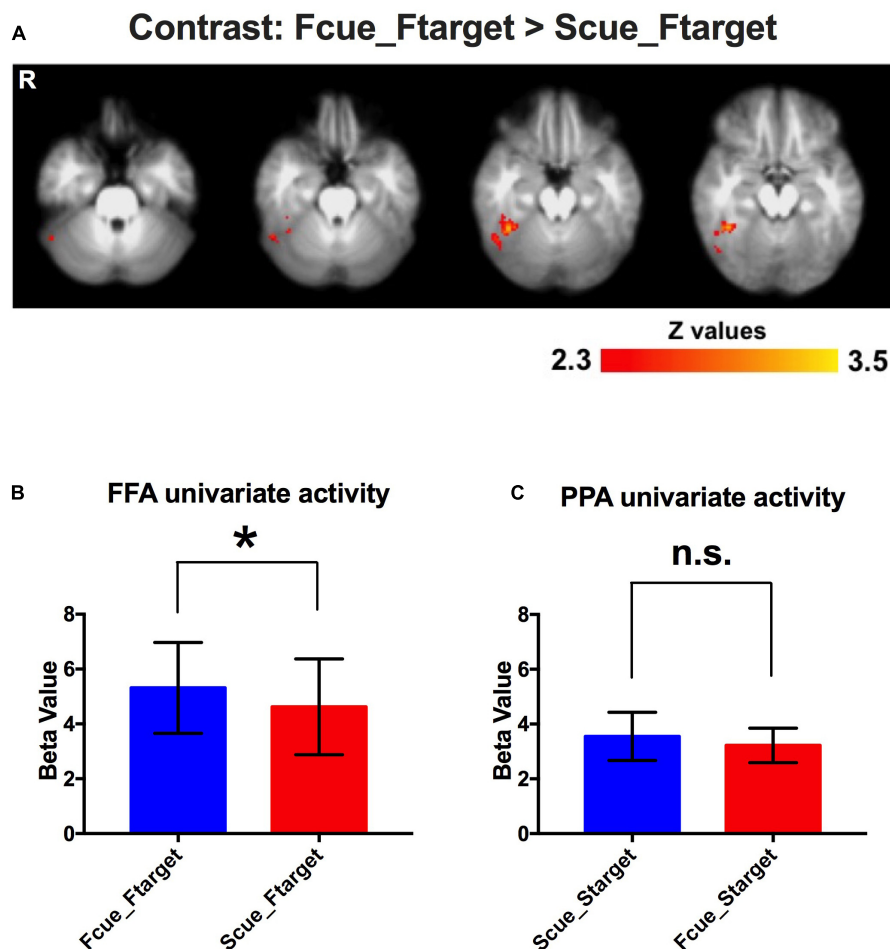 A
Contrast: Fcue_Ftarget > Scue_Ftarget
R
Z values
2.3
3.5
B
FFA univariate activity
*
8
6
4
2
0
Beta Value
Fcue_Ftarget
Scue_Ftarget
C
PPA univariate activity
n.s.
8
6
4
2
0
Beta Value
Scue_Starget
Fcue_Starget